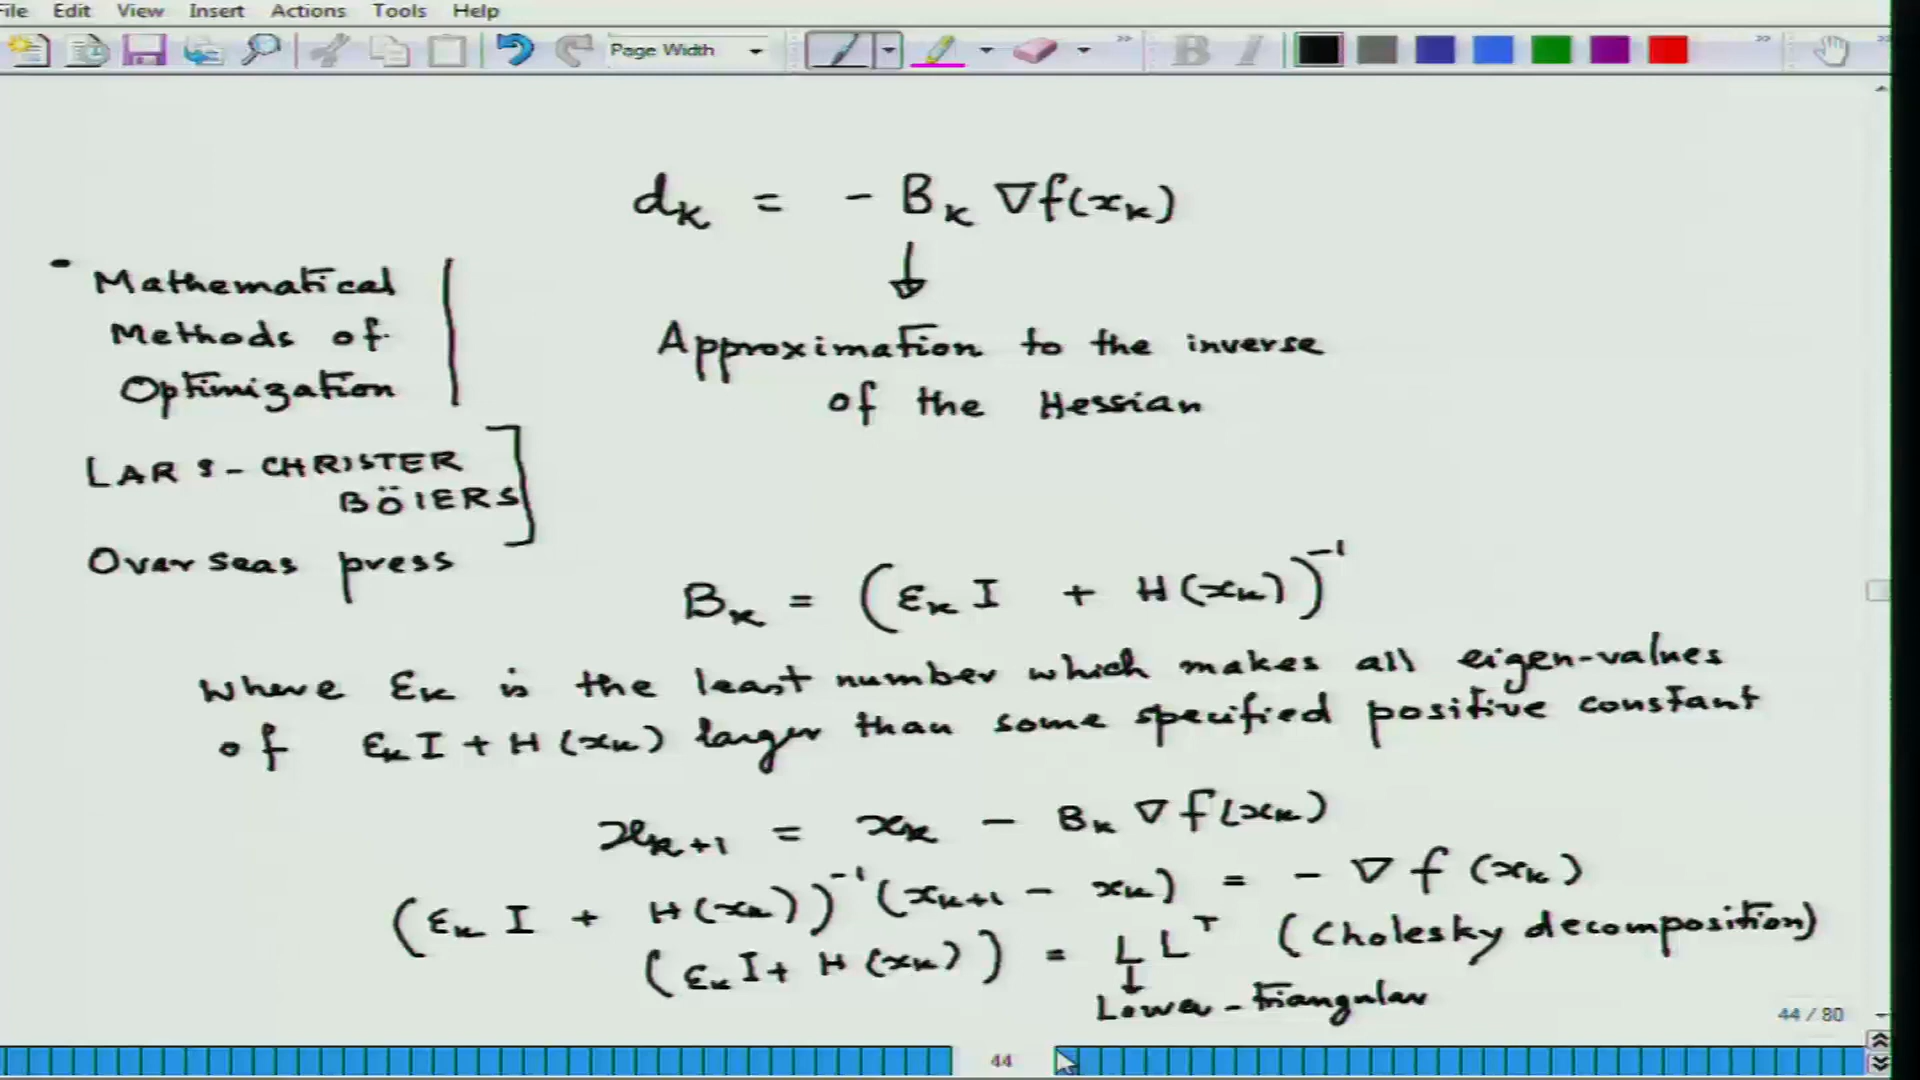 File Edit View Insert Actions Tools Help
Page Width
B I
d_k = - B_k ∇f(x_k)
Mathematical
Methods of
Optimization
LARS-CHRISTER
BÖIERS
Overseas press
Approximation to the inverse
of the Hessian
B_k = (ε_k I + H(x_k))^{-1}
where ε_k is the least number which makes all eigen-values
of ε_k I + H(x_k) larger than some specified positive constant
x_{k+1} = x_k - B_k ∇f(x_k)
(ε_k I + H(x_k))^{-1} (x_{k+1} - x_k) = - ∇f(x_k)
(ε_k I + H(x_k)) = L L^T (Cholesky decomposition)
Lower-triangular
44 / 80
44